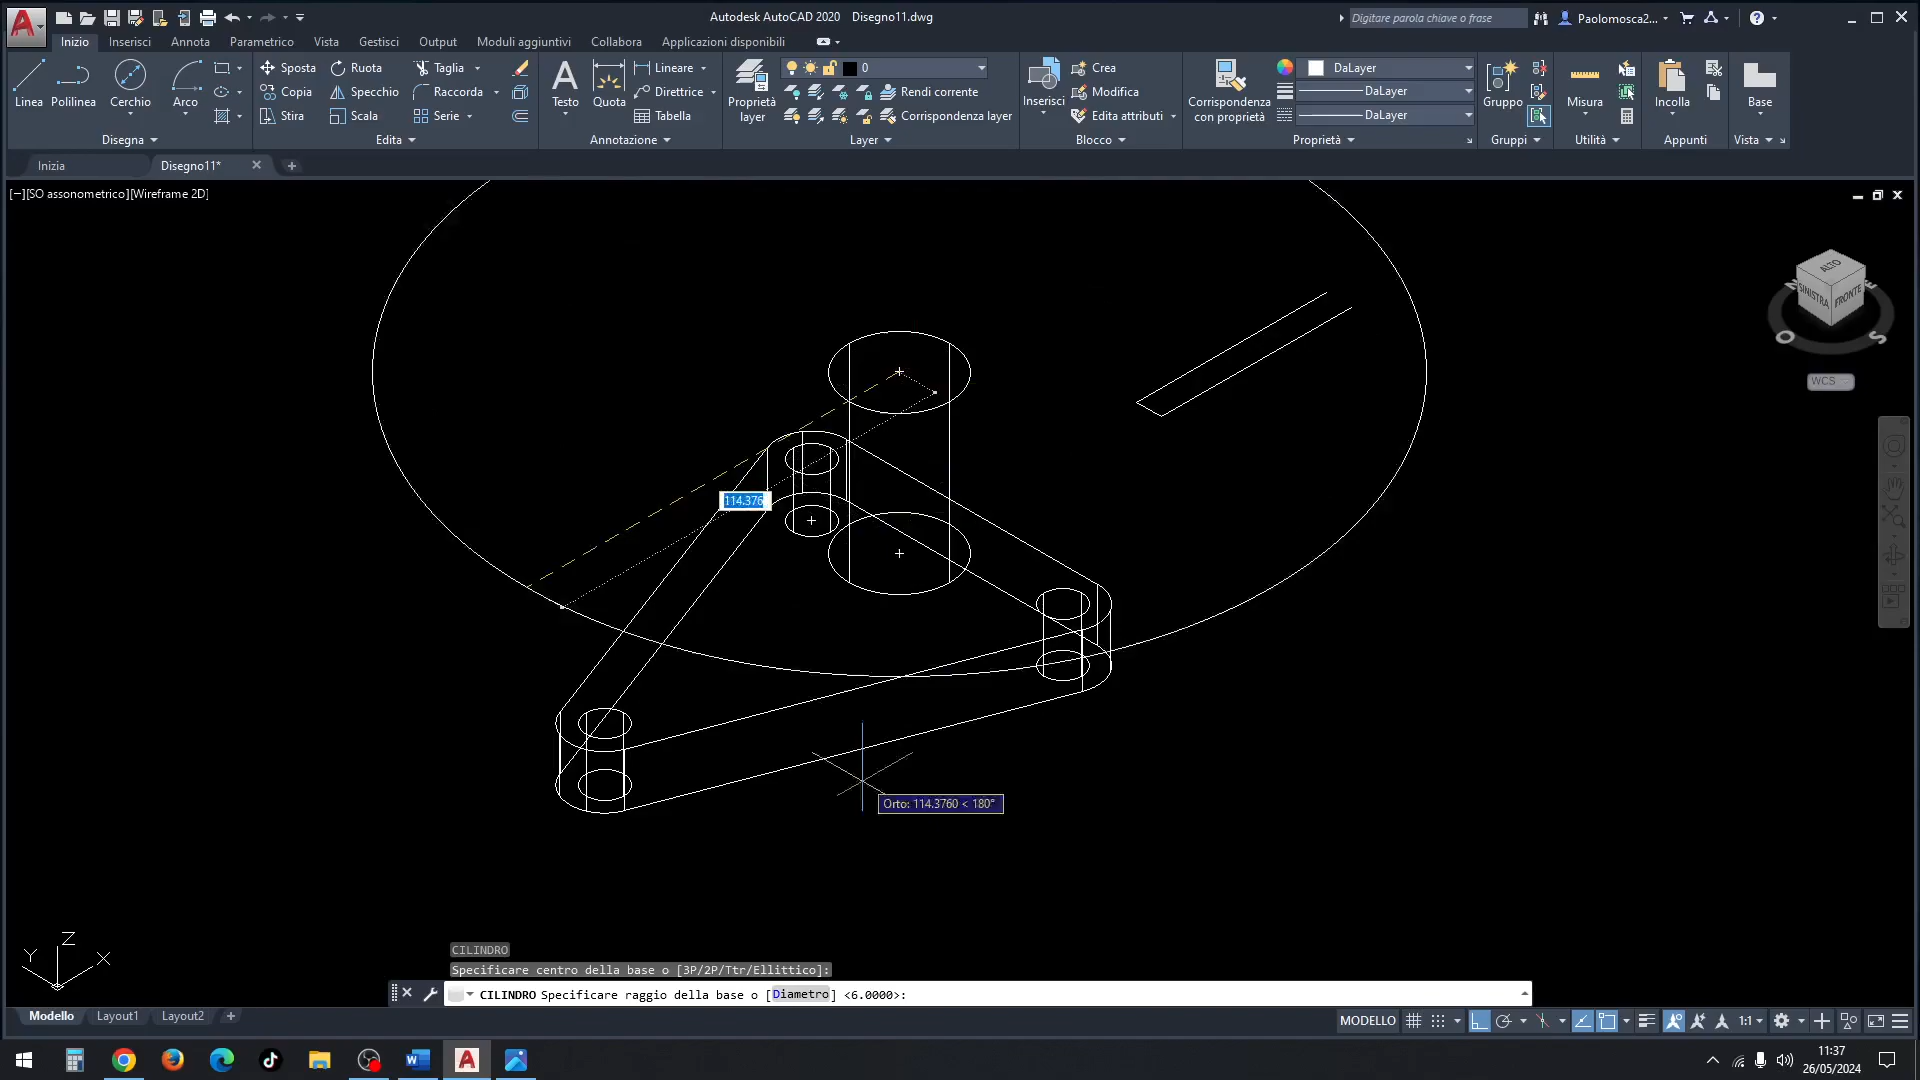 Autodesk AutoCAD 2020 Disegno11.dwg
Digitare parola chiave o frase
Paolomosca2...
Inizio Inserisci Annota Parametrico Vista Gestisci Output Moduli aggiuntivi Collabora Applicazioni disponibili
Linea Polilinea Cerchio Arco
Sposta Ruota Taglia
Copia Specchio Raccorda
Stira Scala Serie
Testo Quota
Lineare
Direttrice
Tabella
Proprietà layer
0
Rendi corrente
Corrispondenza layer
Inserisci
Crea
Modifica
Edita attributi
Corrispondenza con proprietà
DaLayer
DaLayer
DaLayer
Gruppo Misura Incolla Base
Disegna Edita Annotazione Layer Blocco Proprietà Gruppi Utilità Appunti Vista
Inizia Disegno11*
[−][SO assonometrico][Wireframe 2D]
ALTO
SINISTRA FRONTE
N E
O S
WCS
114.376
Orto: 114.3760 < 180°
Z
Y X
CILINDRO
Specificare centro della base o [3P/2P/Ttr/Ellittico]:
CILINDRO Specificare raggio della base o [Diametro] <6.0000>:
Modello Layout1 Layout2
MODELLO 1:1
11:37
26/05/2024